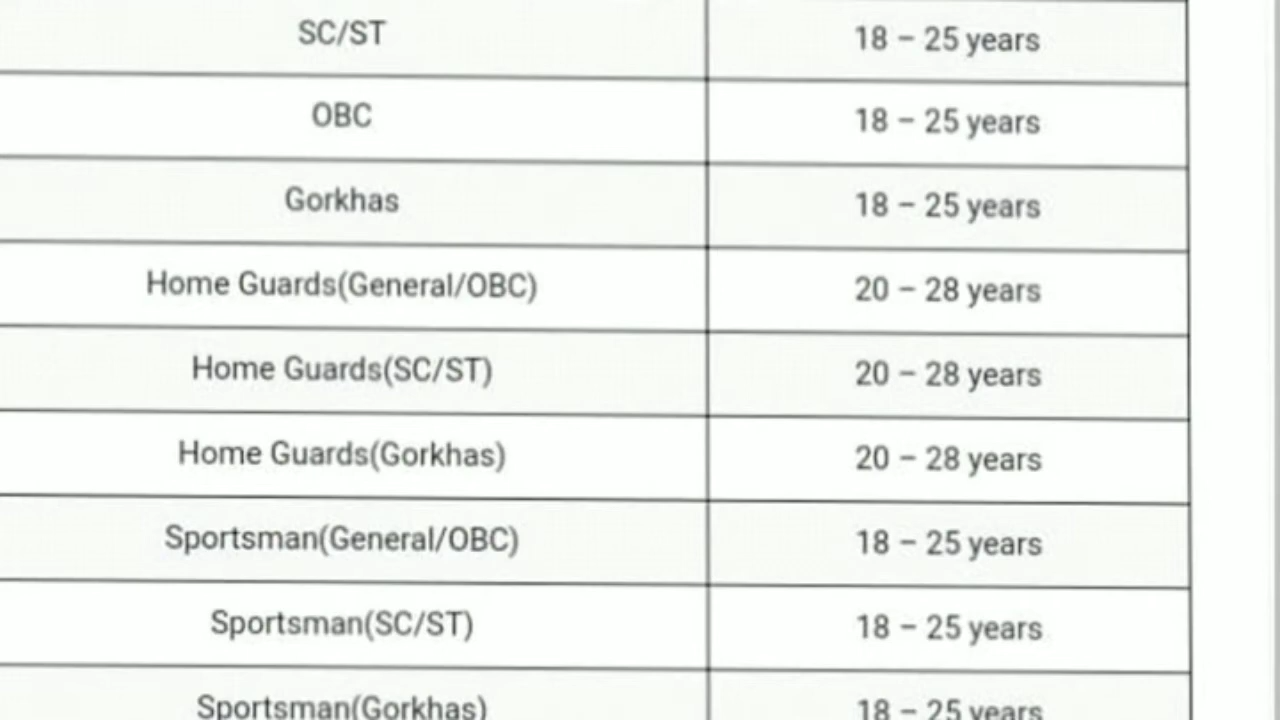 SC/ST 18 – 25 years
OBC 18 – 25 years
Gorkhas 18 – 25 years
Home Guards(General/OBC) 20 – 28 years
Home Guards(SC/ST) 20 – 28 years
Home Guards(Gorkhas) 20 – 28 years
Sportsman(General/OBC) 18 – 25 years
Sportsman(SC/ST) 18 – 25 years
Sportsman(Gorkhas) 18 – 25 years